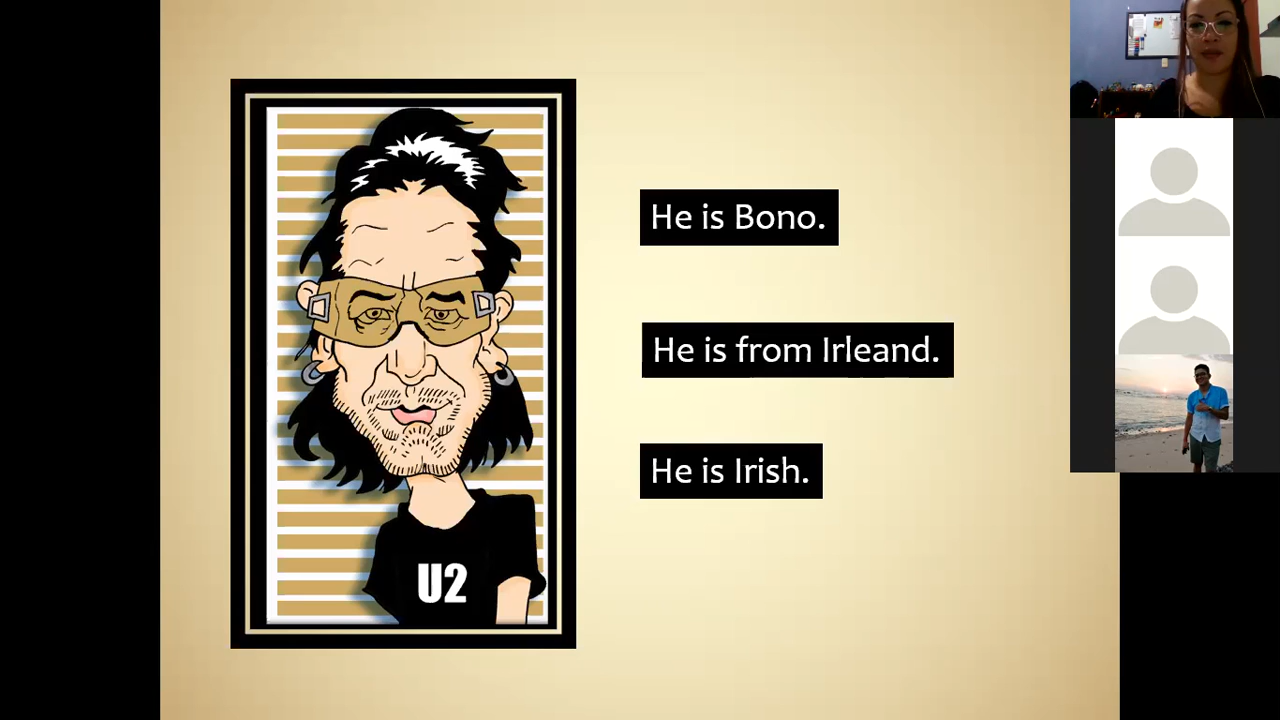 He is Bono.
He is from Irleand.
He is Irish.
U2